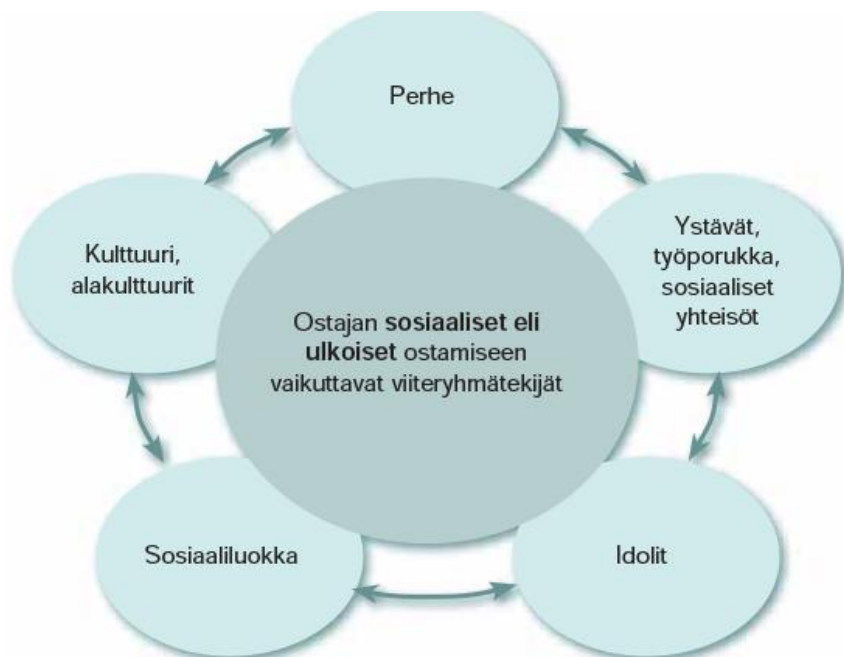 Perhe
Kulttuuri,
alakulttuurit
Ystävät,
työporukka,
sosiaaliset
yhteisöt
Ostajan sosiaaliset eli
ulkoiset ostamiseen
vaikuttavat viiteryhmätekijät
Sosiaaliluokka
Idolit